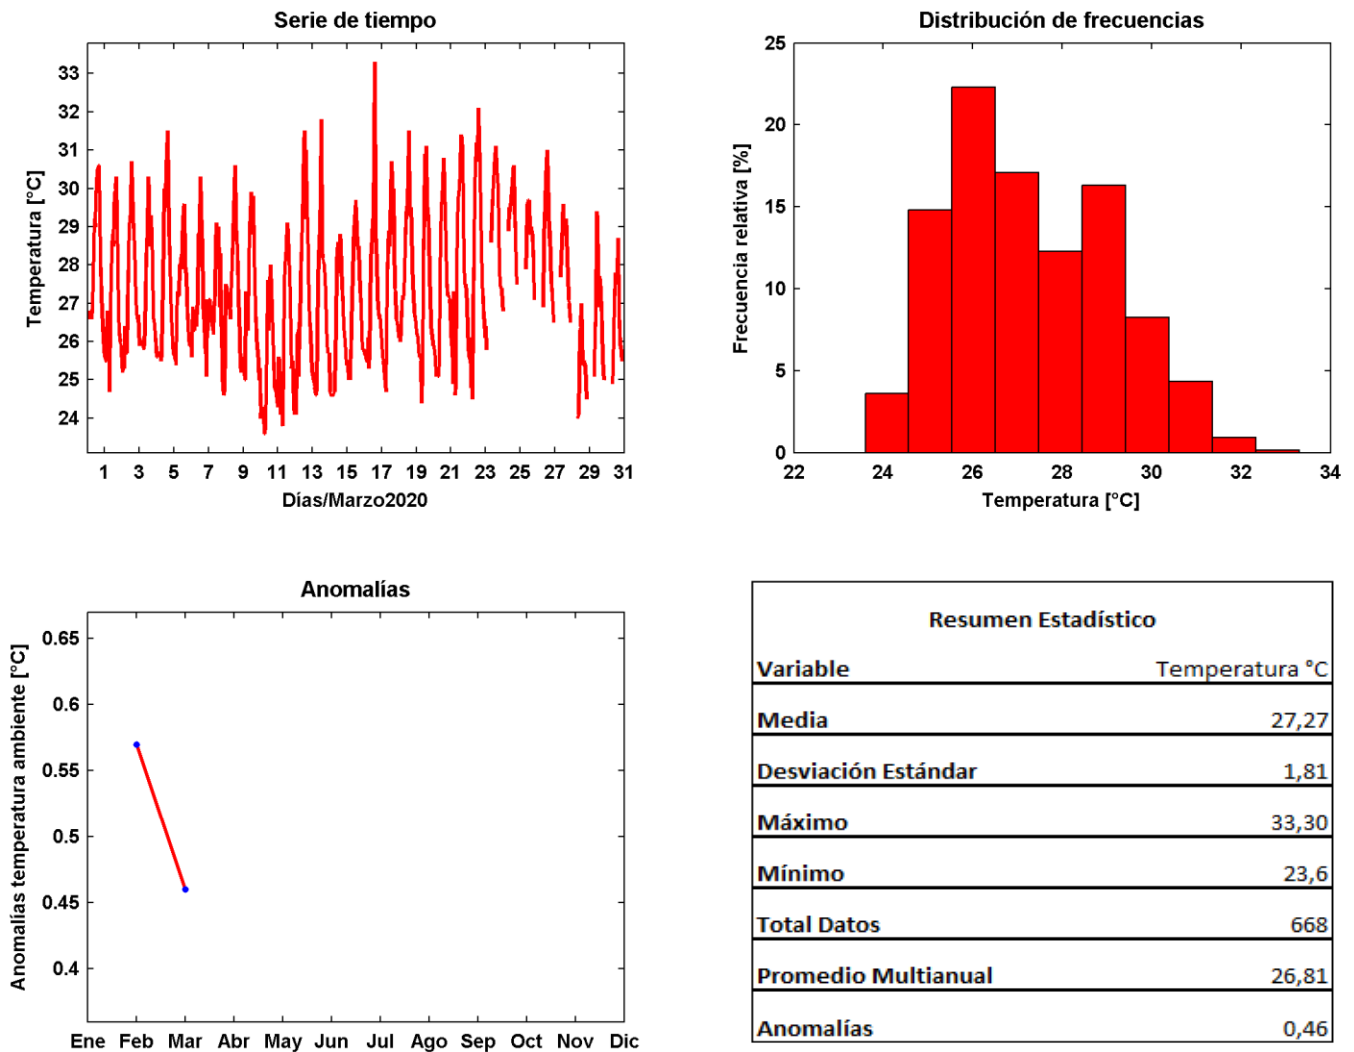 Serie de tiempo
33
32
31
30
29
28
27
26
25
24
Temperatura [°C]
1 3 5 7 9 11 13 15 17 19 21 23 25 27 29 31
Días/Marzo2020
Distribución de frecuencias
25
20
15
10
5
0
Frecuencia relativa [%]
22 24 26 28 30 32 34
Temperatura [°C]
Anomalías
0.65
0.6
0.55
0.5
0.45
0.4
Anomalías temperatura ambiente [°C]
Ene Feb Mar Abr May Jun Jul Ago Sep Oct Nov Dic
Resumen Estadístico
Variable Temperatura °C
Media 27,27
Desviación Estándar 1,81
Máximo 33,30
Mínimo 23,6
Total Datos 668
Promedio Multianual 26,81
Anomalías 0,46